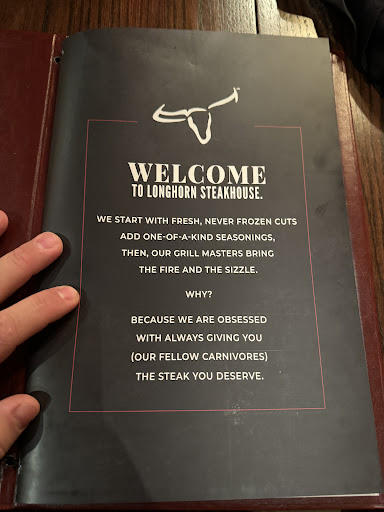 WELCOME
TO LONGHORN STEAKHOUSE.
WE START WITH FRESH, NEVER FROZEN CUTS
ADD ONE-OF-A-KIND SEASONINGS,
THEN, OUR GRILL MASTERS BRING
THE FIRE AND THE SIZZLE.
WHY?
BECAUSE WE ARE OBSESSED
WITH ALWAYS GIVING YOU
(OUR FELLOW CARNIVORES)
THE STEAK YOU DESERVE.